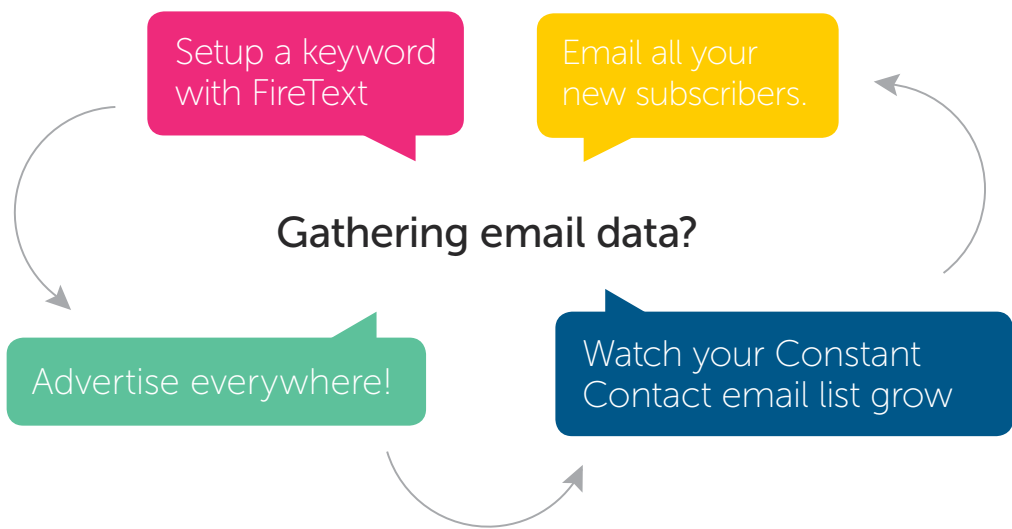 Setup a keyword
with FireText
Email all your
new subscribers.
Gathering email data?
Advertise everywhere!
Watch your Constant
Contact email list grow